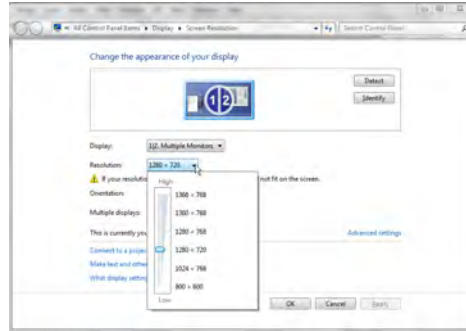 All Control Panel Items ▸ Display ▸ Screen Resolution
Search Control Panel
Change the appearance of your display
1|2
Detect
Identify
Display:
1|2. Multiple Monitors
Resolution:
1280 × 720
If your resolutio
not fit on the screen.
High
Orientation:
1366 × 768
1360 × 768
Multiple displays:
1280 × 768
This is currently you
Advanced settings
1280 × 720
Connect to a projec
Make text and other
1024 × 768
What display setting
800 × 600
Low
OK
Cancel
Apply